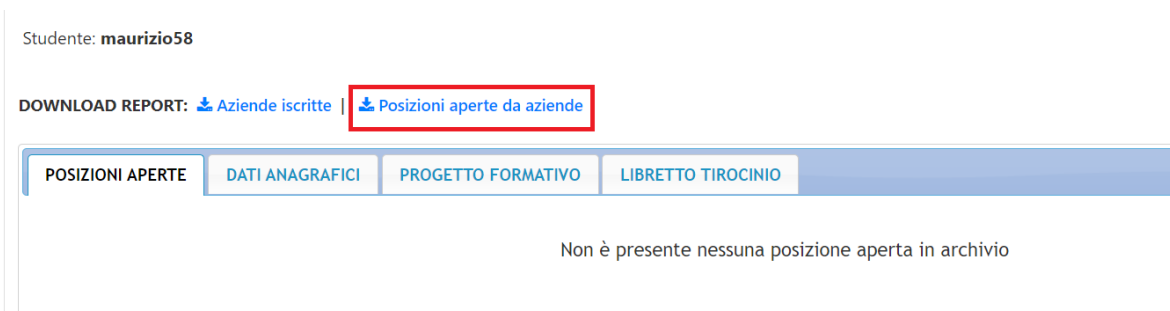 Studente: maurizio58
DOWNLOAD REPORT: Aziende iscritte | Posizioni aperte da aziende
POSIZIONI APERTE DATI ANAGRAFICI PROGETTO FORMATIVO LIBRETTO TIROCINIO
Non è presente nessuna posizione aperta in archivio